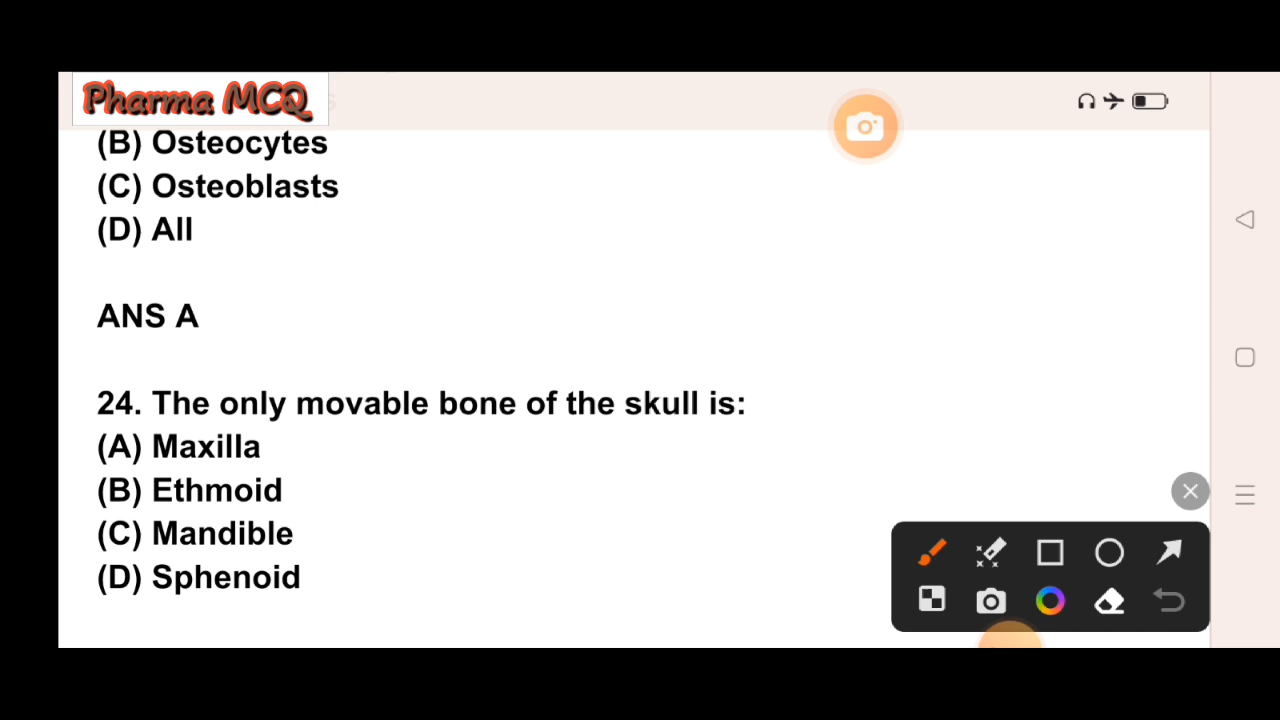 Pharma MCQ
(B) Osteocytes
(C) Osteoblasts
(D) All
ANS A
24. The only movable bone of the skull is:
(A) Maxilla
(B) Ethmoid
(C) Mandible
(D) Sphenoid